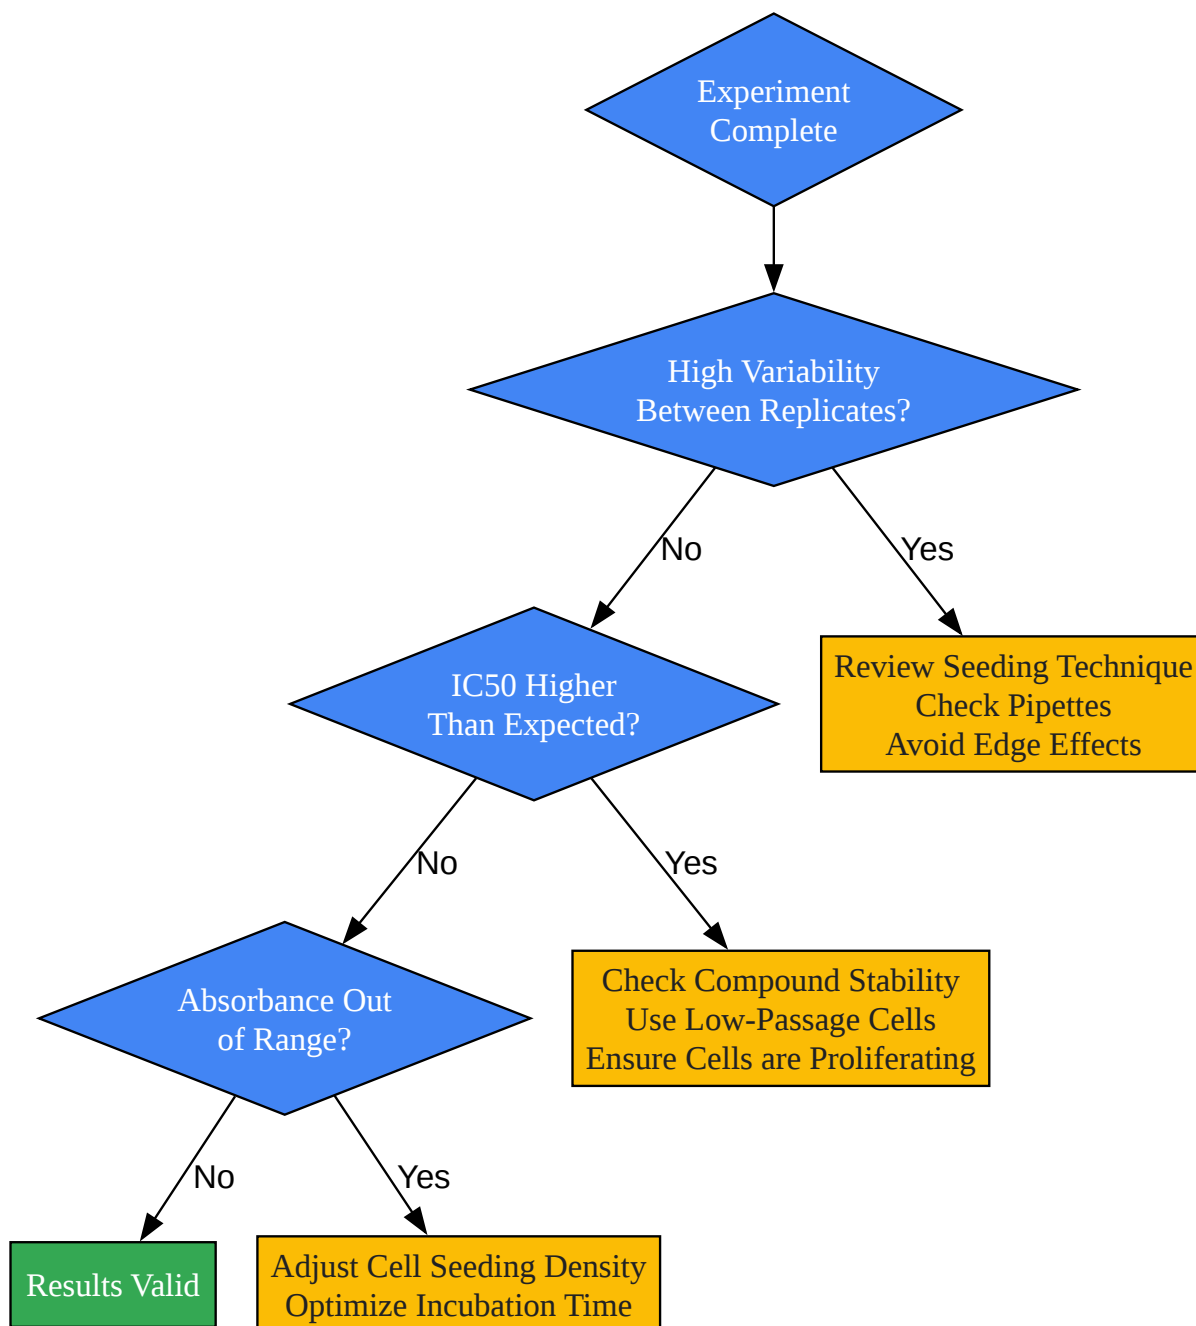 Experiment
Complete
High Variability
Between Replicates?
No
Yes
IC50 Higher
Than Expected?
Review Seeding Technique
Check Pipettes
Avoid Edge Effects
No
Yes
Absorbance Out
of Range?
Check Compound Stability
Use Low-Passage Cells
Ensure Cells are Proliferating
No
Yes
Results Valid
Adjust Cell Seeding Density
Optimize Incubation Time